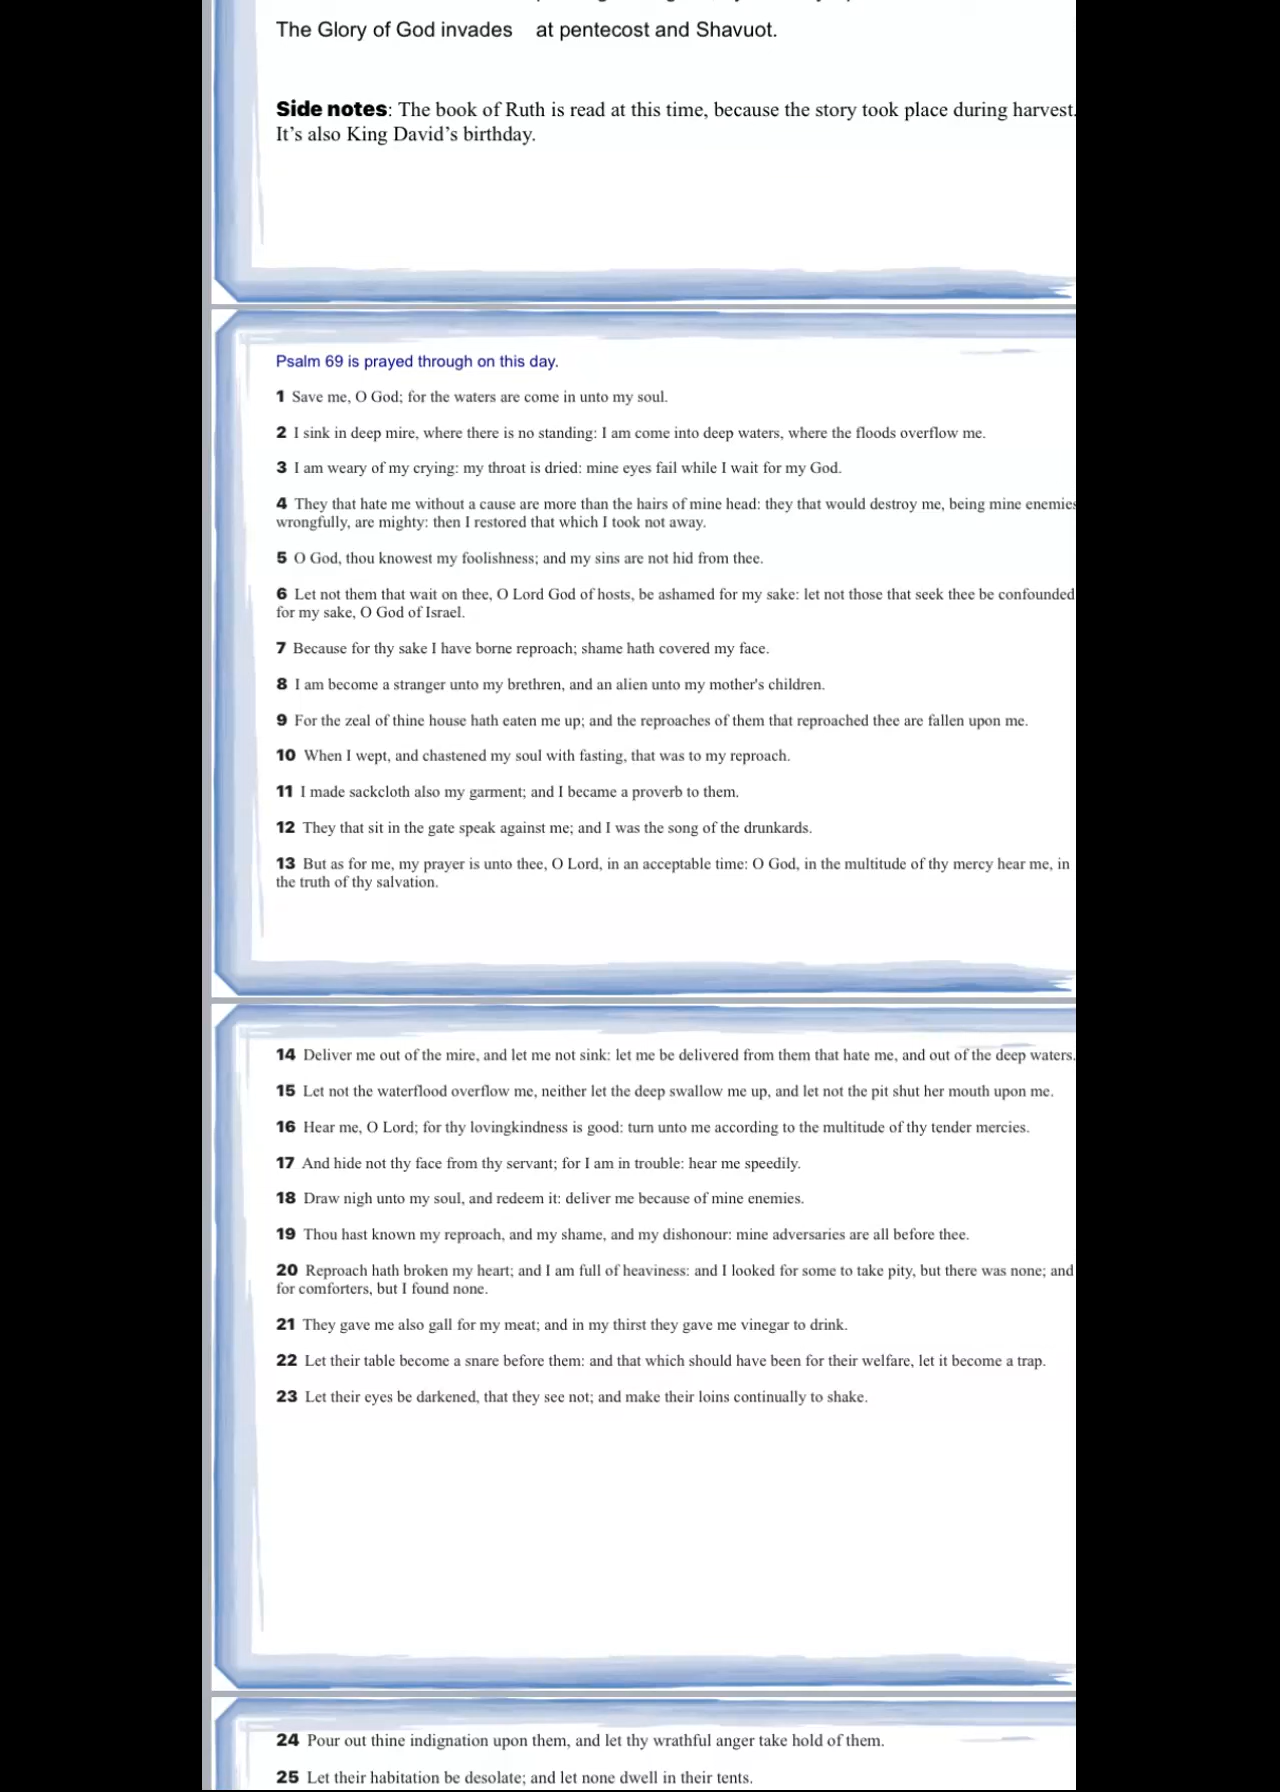 The Glory of God invades at pentecost and Shavuot.
Side notes: The book of Ruth is read at this time, because the story took place during harvest.
It's also King David's birthday.
Psalm 69 is prayed through on this day.
1 Save me, O God; for the waters are come in unto my soul.
2 I sink in deep mire, where there is no standing: I am come into deep waters, where the floods overflow me.
3 I am weary of my crying: my throat is dried: mine eyes fail while I wait for my God.
4 They that hate me without a cause are more than the hairs of mine head: they that would destroy me, being mine enemies
wrongfully, are mighty: then I restored that which I took not away.
5 O God, thou knowest my foolishness; and my sins are not hid from thee.
6 Let not them that wait on thee, O Lord God of hosts, be ashamed for my sake: let not those that seek thee be confounded
for my sake, O God of Israel.
7 Because for thy sake I have borne reproach; shame hath covered my face.
8 I am become a stranger unto my brethren, and an alien unto my mother's children.
9 For the zeal of thine house hath eaten me up; and the reproaches of them that reproached thee are fallen upon me.
10 When I wept, and chastened my soul with fasting, that was to my reproach.
11 I made sackcloth also my garment; and I became a proverb to them.
12 They that sit in the gate speak against me; and I was the song of the drunkards.
13 But as for me, my prayer is unto thee, O Lord, in an acceptable time: O God, in the multitude of thy mercy hear me, in
the truth of thy salvation.
14 Deliver me out of the mire, and let me not sink: let me be delivered from them that hate me, and out of the deep waters.
15 Let not the waterflood overflow me, neither let the deep swallow me up, and let not the pit shut her mouth upon me.
16 Hear me, O Lord; for thy lovingkindness is good: turn unto me according to the multitude of thy tender mercies.
17 And hide not thy face from thy servant; for I am in trouble: hear me speedily.
18 Draw nigh unto my soul, and redeem it: deliver me because of mine enemies.
19 Thou hast known my reproach, and my shame, and my dishonour: mine adversaries are all before thee.
20 Reproach hath broken my heart; and I am full of heaviness: and I looked for some to take pity, but there was none; and
for comforters, but I found none.
21 They gave me also gall for my meat; and in my thirst they gave me vinegar to drink.
22 Let their table become a snare before them: and that which should have been for their welfare, let it become a trap.
23 Let their eyes be darkened, that they see not; and make their loins continually to shake.
24 Pour out thine indignation upon them, and let thy wrathful anger take hold of them.
25 Let their habitation be desolate; and let none dwell in their tents.